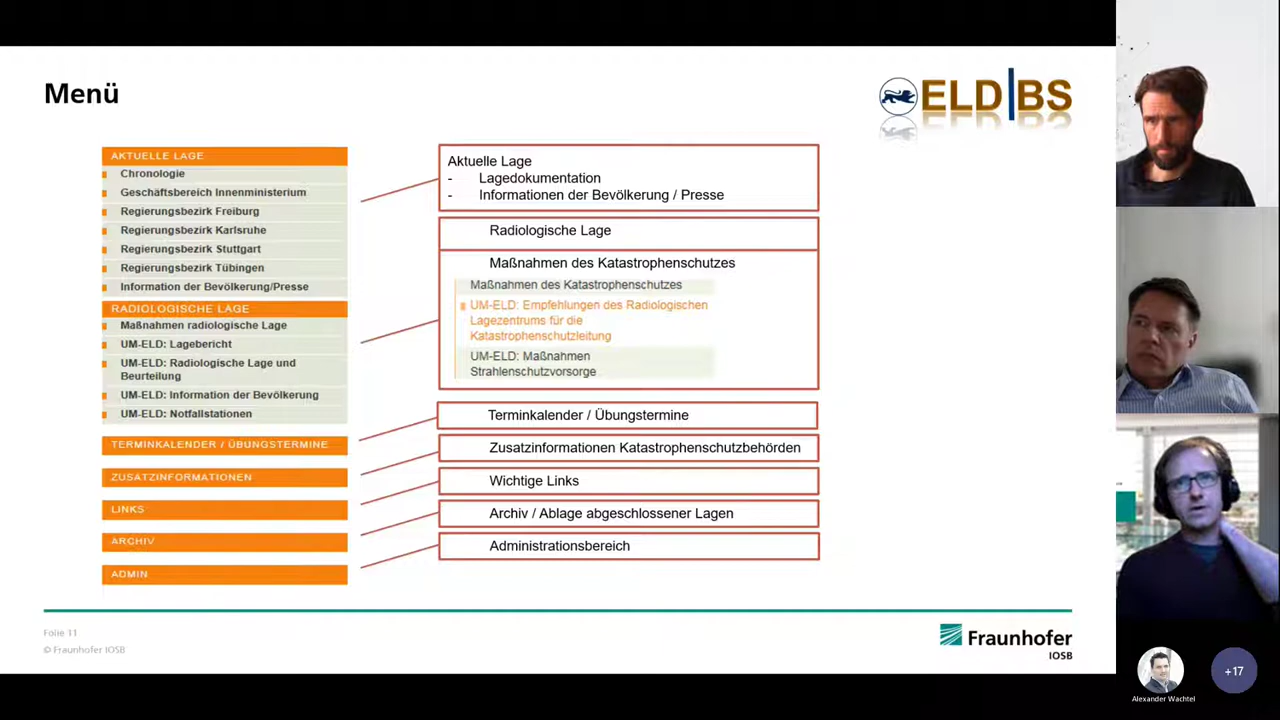 Menü
ELD|BS
AKTUELLE LAGE
Chronologie
Geschäftsbereich Innenministerium
Regierungsbezirk Freiburg
Regierungsbezirk Karlsruhe
Regierungsbezirk Stuttgart
Regierungsbezirk Tübingen
Information der Bevölkerung/Presse
RADIOLOGISCHE LAGE
Maßnahmen radiologische Lage
UM-ELD: Lagebericht
UM-ELD: Radiologische Lage und
Beurteilung
UM-ELD: Information der Bevölkerung
UM-ELD: Notfallstationen
TERMINKALENDER / ÜBUNGSTERMINE
ZUSATZINFORMATIONEN
LINKS
ARCHIV
ADMIN
Aktuelle Lage
- Lagedokumentation
- Informationen der Bevölkerung / Presse
Radiologische Lage
Maßnahmen des Katastrophenschutzes
Maßnahmen des Katastrophenschutzes
UM-ELD: Empfehlungen des Radiologischen
Lagezentrums für die
Katastrophenschutzleitung
UM-ELD: Maßnahmen
Strahlenschutzvorsorge
Terminkalender / Übungstermine
Zusatzinformationen Katastrophenschutzbehörden
Wichtige Links
Archiv / Ablage abgeschlossener Lagen
Administrationsbereich
Folie 11
© Fraunhofer IOSB
Fraunhofer
IOSB
Alexander Wachtel
+17